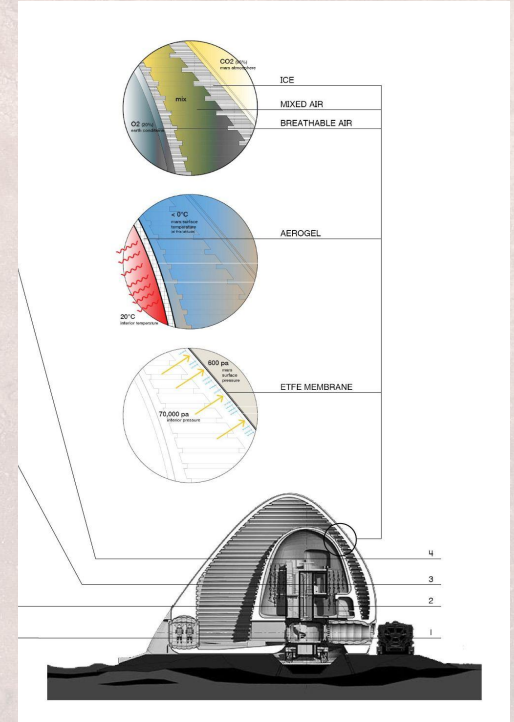 CO2 (96%)
mars atmosphere
ICE
mix
MIXED AIR
O2 (20%)
earth conditions
BREATHABLE AIR
< 0°C
mars surface
temperature
AEROGEL
20°C
interior temperature
600 pa
mars
surface
pressure
ETFE MEMBRANE
70,000 pa
interior pressure
4
3
2
1